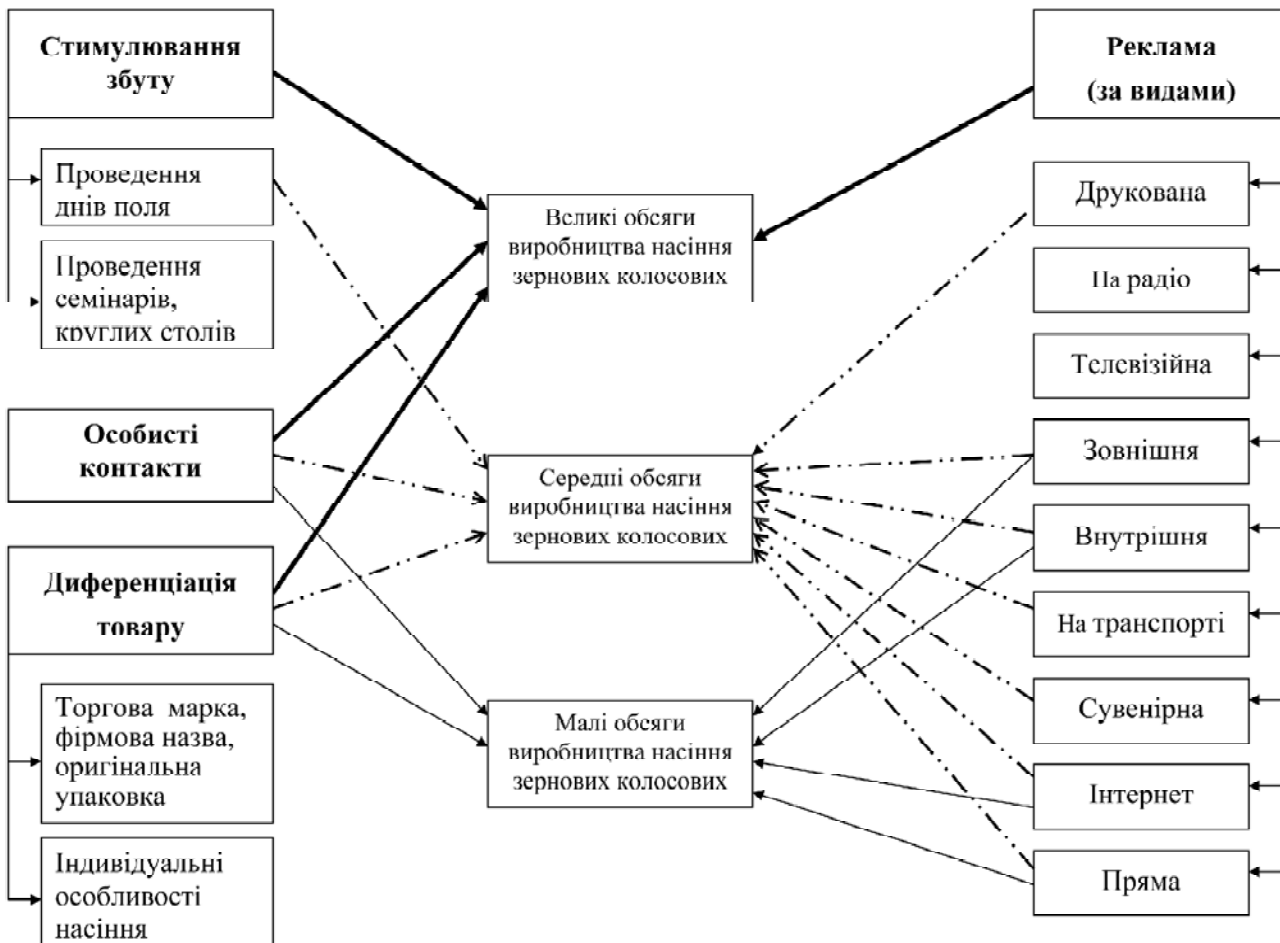 Стимулювання
збуту
Проведення
днів поля
Проведення
семінарів,
круглих столів
Особисті
контакти
Диференціація
товару
Торгова марка,
фірмова назва,
оригінальна
упаковка
Індивідуальні
особливості
насіння
Великі обсяги
виробництва насіння
зернових колосових
Середні обсяги
виробництва насіння
зернових колосових
Малі обсяги
виробництва насіння
зернових колосових
Реклама
(за видами)
Друкована
На радіо
Телевізійна
Зовнішня
Внутрішня
На транспорті
Сувенірна
Інтернет
Пряма